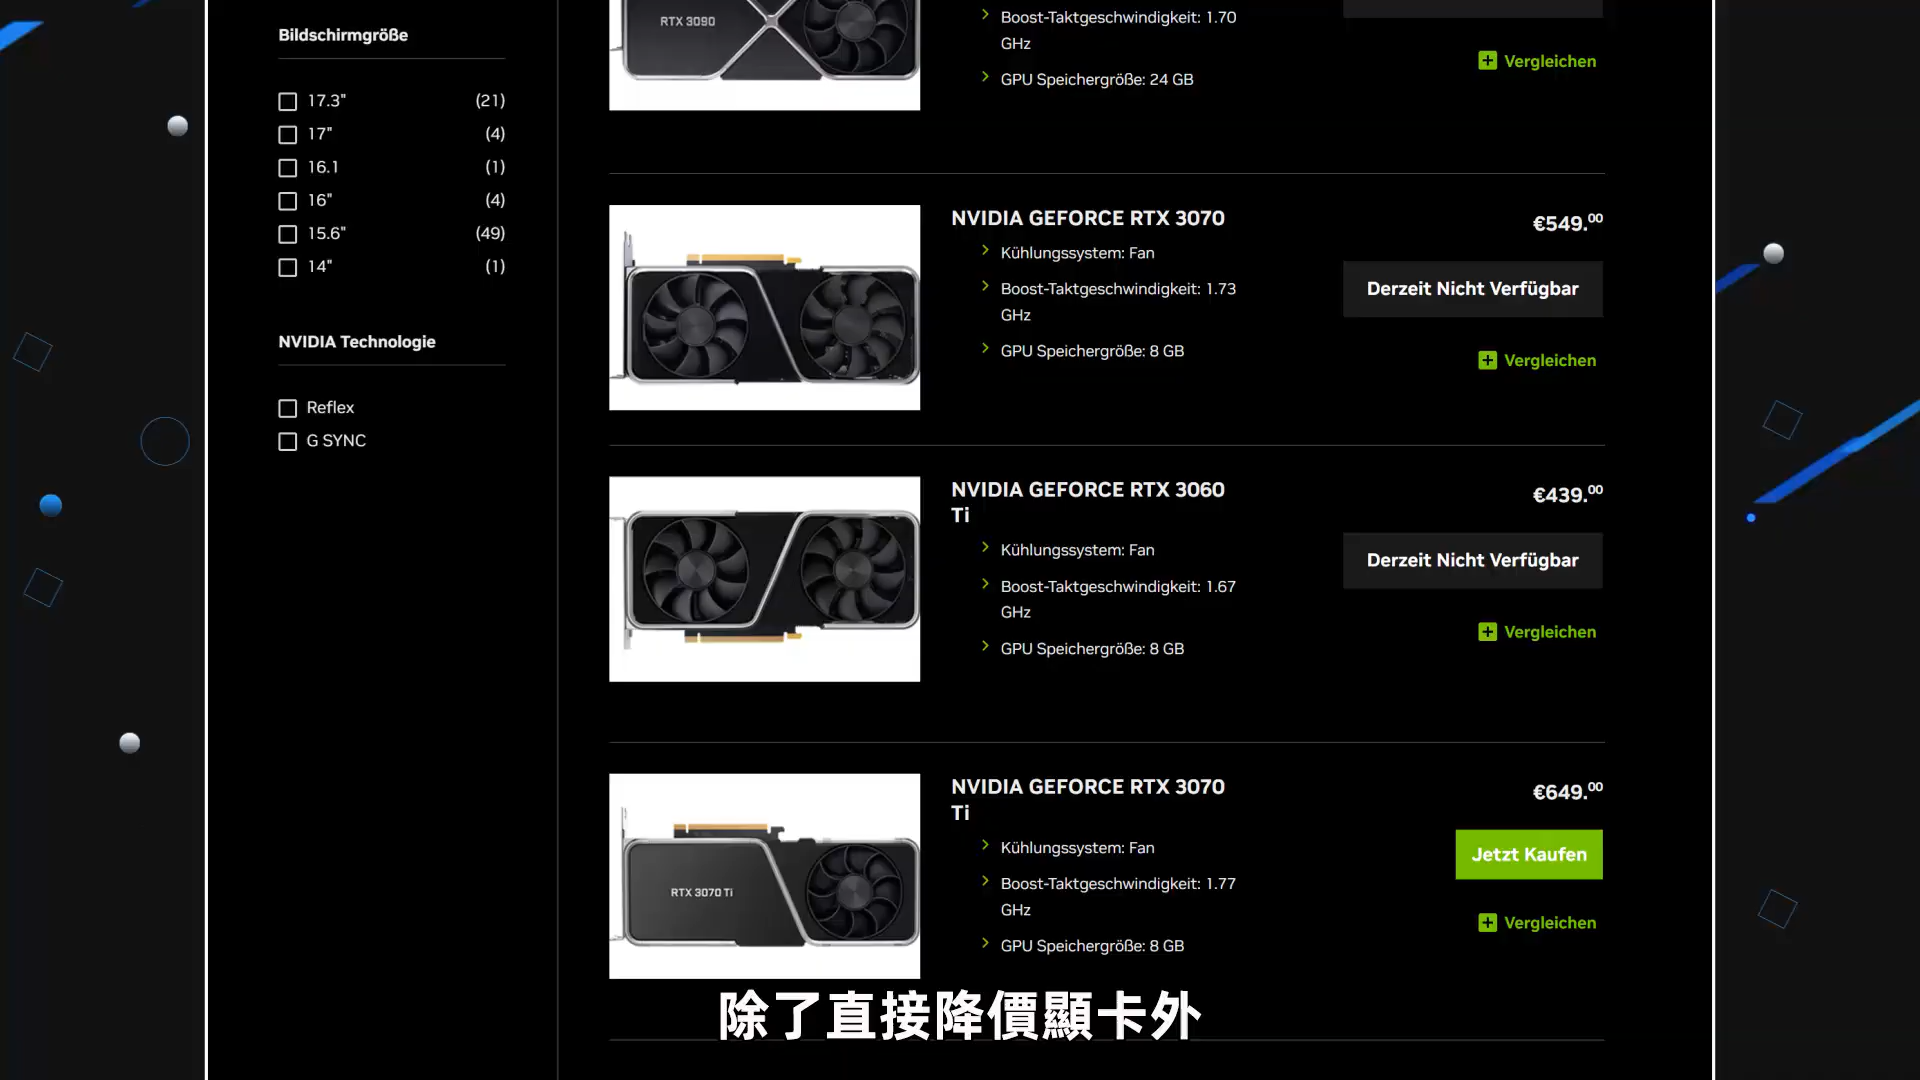 Bildschirmgröße
17.3" (21)
17" (4)
16.1 (1)
16" (4)
15.6" (49)
14" (1)
NVIDIA Technologie
Reflex
G SYNC
RTX 3090
Boost-Taktgeschwindigkeit: 1.70
GHz
GPU Speichergröße: 24 GB
Vergleichen
NVIDIA GEFORCE RTX 3070
Kühlungssystem: Fan
Boost-Taktgeschwindigkeit: 1.73
GHz
GPU Speichergröße: 8 GB
€549.00
Derzeit Nicht Verfügbar
Vergleichen
NVIDIA GEFORCE RTX 3060
Ti
Kühlungssystem: Fan
Boost-Taktgeschwindigkeit: 1.67
GHz
GPU Speichergröße: 8 GB
€439.00
Derzeit Nicht Verfügbar
Vergleichen
RTX 3070 Ti
NVIDIA GEFORCE RTX 3070
Ti
Kühlungssystem: Fan
Boost-Taktgeschwindigkeit: 1.77
GHz
GPU Speichergröße: 8 GB
€649.00
Jetzt Kaufen
Vergleichen
除了直接降價顯卡外